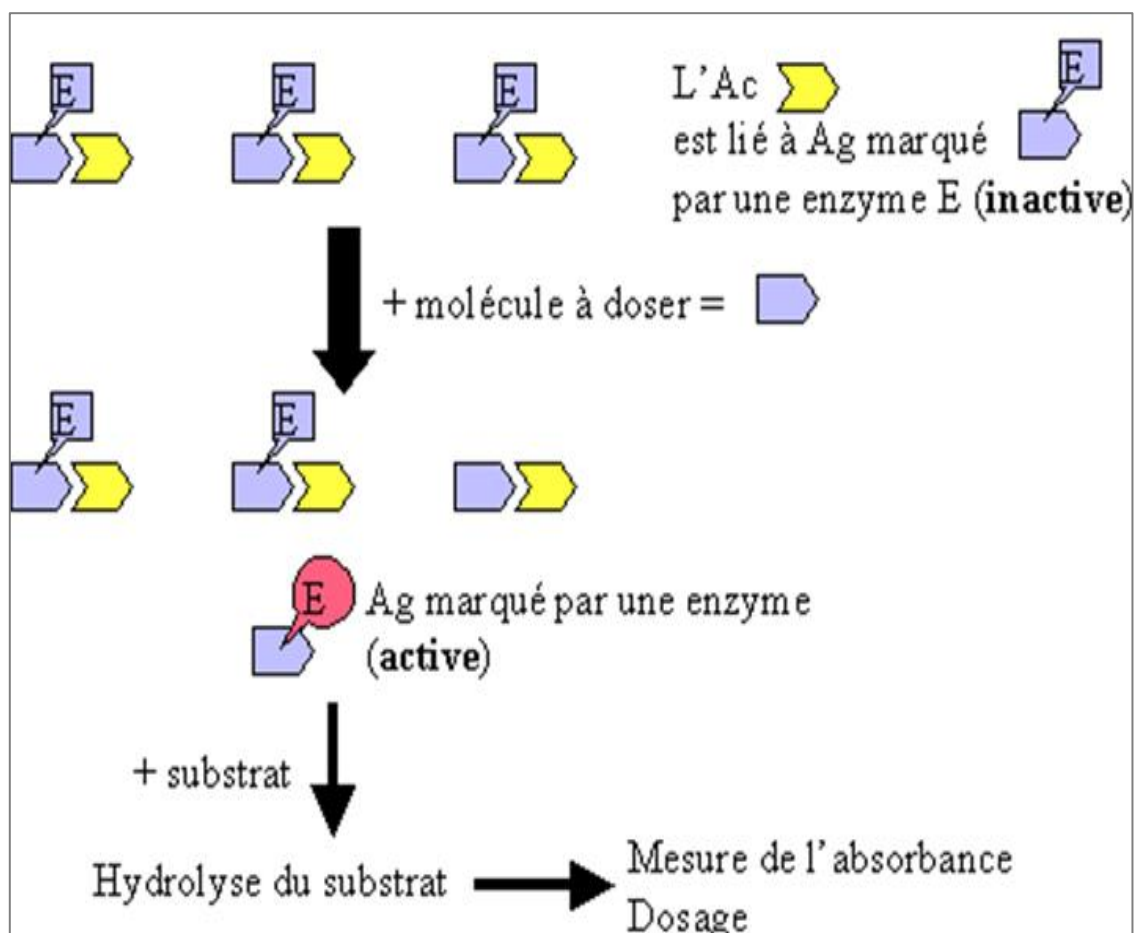 E E E E
L'Ac
est lié à Ag marqué
par une enzyme E (inactive)
+ molécule à doser =
E E
E Ag marqué par une enzyme
(active)
+ substrat
Hydrolyse du substrat
Mesure de l'absorbance
Dosage